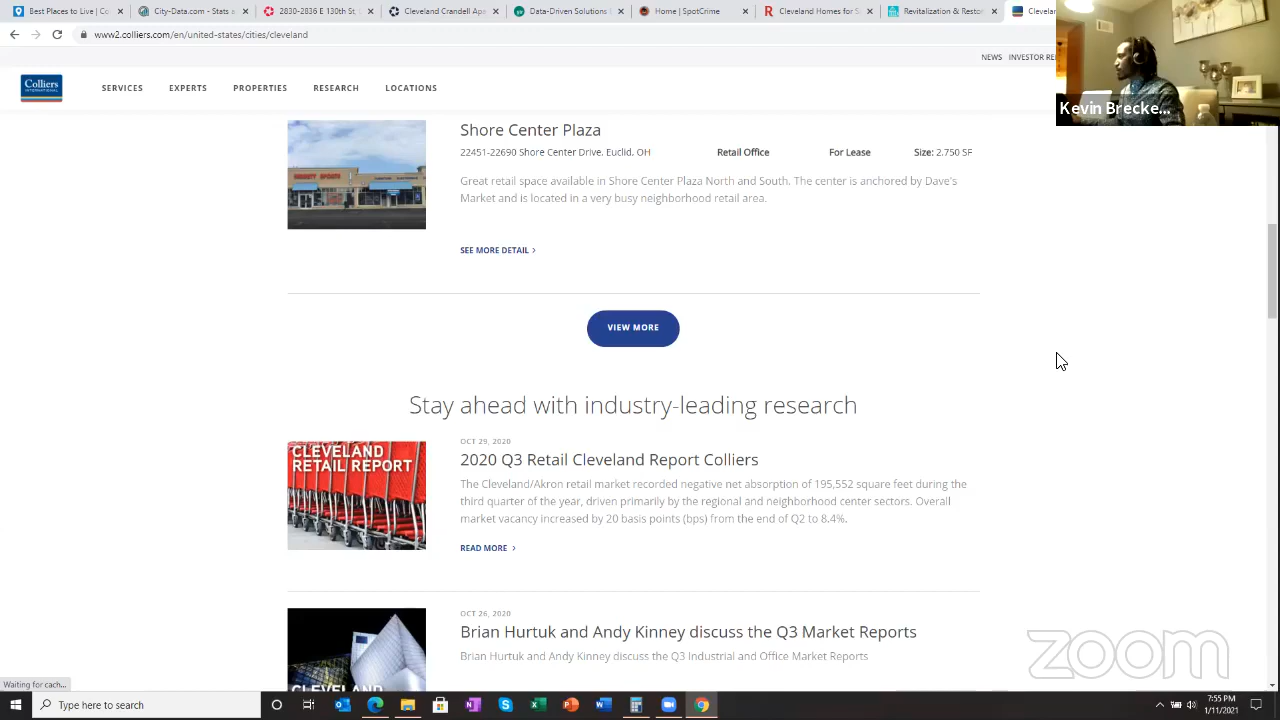 City-Data.com - Stats
2830-2836 E 130th St
Cleveland Arcades
Data-Driven Solutions
Home | SpotCrime
Cleveland Homes for S
Revitalization & Resto
www2.colliers.com/en/united-states/cities/cleveland
NEWS INVESTOR RE
Kevin Brecke...
Colliers
INTERNATIONAL
SERVICES EXPERTS PROPERTIES RESEARCH LOCATIONS
Shore Center Plaza
22451-22690 Shore Center Drive, Euclid, OH Retail Office For Lease Size: 2,750 SF
Great retail space available in Shore Center Plaza North and South. The center is anchored by Dave's
Market and is located in a very busy neighborhood retail area.
SEE MORE DETAIL >
VIEW MORE
Stay ahead with industry-leading research
CLEVELAND
RETAIL REPORT
OCT 29, 2020
2020 Q3 Retail Cleveland Report Colliers
The Cleveland/Akron retail market recorded negative net absorption of 195,552 square feet during the
third quarter of the year, driven primarily by the regional and neighborhood center sectors. Overall
market vacancy increased by 20 basis points (bps) from the end of Q2 to 8.4%.
READ MORE >
OCT 26, 2020
Brian Hurtuk and Andy Kinney discuss the Q3 Market Reports
Brian Hurtuk and Andy Kinney discuss the Q3 Industrial and Office Market Reports
CLEVELAND
zoom
Waiting for cach...
Type here to search
7:55 PM
1/11/2021